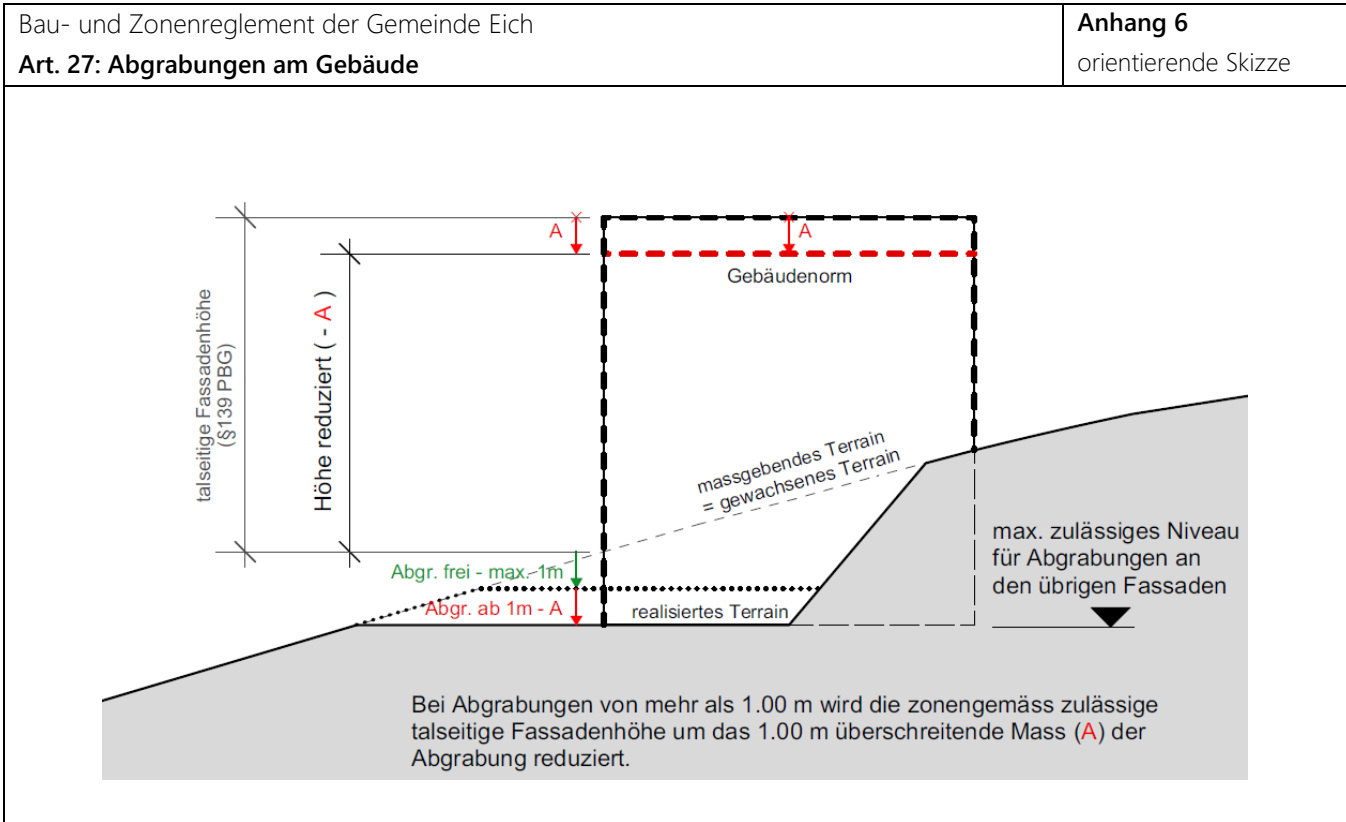 Bau- und Zonenreglement der Gemeinde Eich
Art. 27: Abgrabungen am Gebäude
Anhang 6
orientierende Skizze
A
A
Gebäudenorm
talseitige Fassadenhöhe
(§139 PBG)
Höhe reduziert ( - A )
massgebendes Terrain
= gewachsenes Terrain
max. zulässiges Niveau
für Abgrabungen an
den übrigen Fassaden
Abgr. frei - max. 1m
Abgr. ab 1m - A
realisiertes Terrain
Bei Abgrabungen von mehr als 1.00 m wird die zonengemäss zulässige
talseitige Fassadenhöhe um das 1.00 m überschreitende Mass (A) der
Abgrabung reduziert.